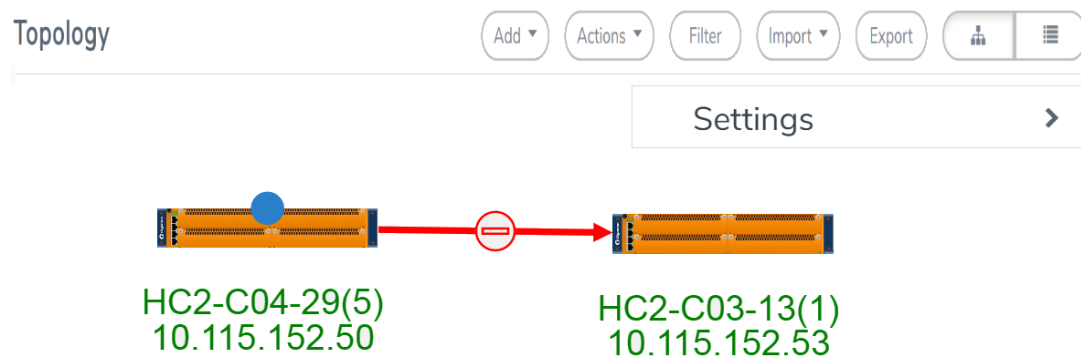 Topology
Add
Actions
Filter
Import
Export
Settings
HC2-C04-29(5)
10.115.152.50
HC2-C03-13(1)
10.115.152.53